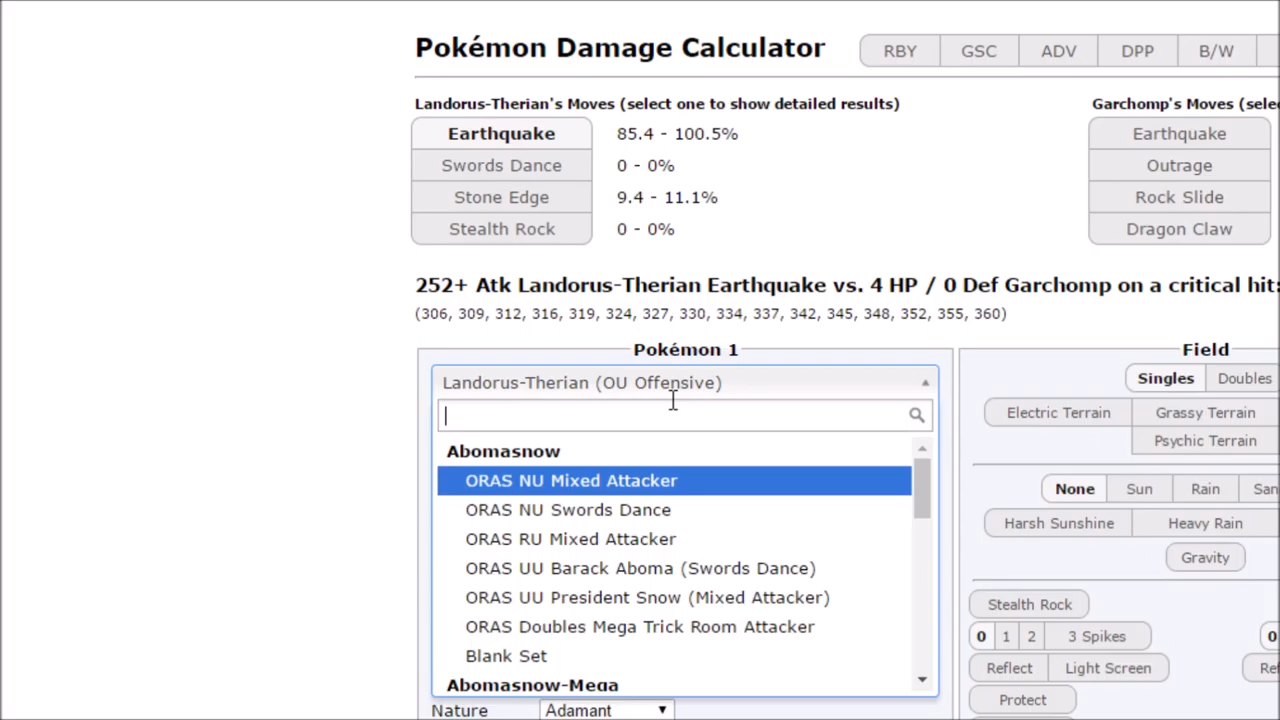 Pokémon Damage Calculator RBY GSC ADV DPP B/W
Landorus-Therian's Moves (select one to show detailed results) Garchomp's Moves (sele
Earthquake 85.4 - 100.5% Earthquake
Swords Dance 0 - 0% Outrage
Stone Edge 9.4 - 11.1% Rock Slide
Stealth Rock 0 - 0% Dragon Claw
252+ Atk Landorus-Therian Earthquake vs. 4 HP / 0 Def Garchomp on a critical hit:
(306, 309, 312, 316, 319, 324, 327, 330, 334, 337, 342, 345, 348, 352, 355, 360)
Pokémon 1
Landorus-Therian (OU Offensive)
Abomasnow
ORAS NU Mixed Attacker
ORAS NU Swords Dance
ORAS RU Mixed Attacker
ORAS UU Barack Aboma (Swords Dance)
ORAS UU President Snow (Mixed Attacker)
ORAS Doubles Mega Trick Room Attacker
Blank Set
Abomasnow-Mega
Nature Adamant
Field
Singles Doubles
Electric Terrain Grassy Terrain
Psychic Terrain
None Sun Rain San
Harsh Sunshine Heavy Rain
Gravity
Stealth Rock
0 1 2 3 Spikes 0
Reflect Light Screen Ref
Protect